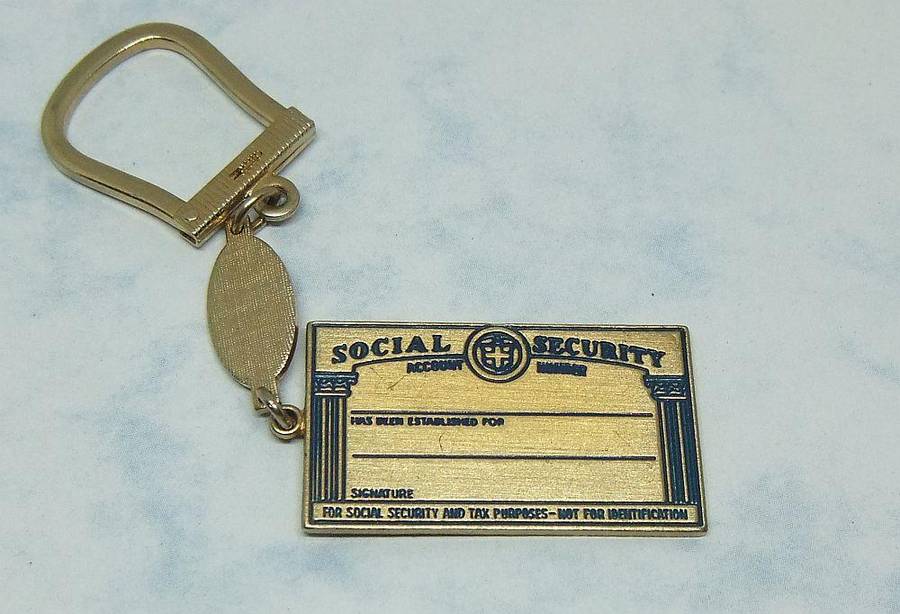 SOCIAL SECURITY
ACCOUNT NUMBER
HAS BEEN ESTABLISHED FOR
SIGNATURE
FOR SOCIAL SECURITY AND TAX PURPOSES—NOT FOR IDENTIFICATION